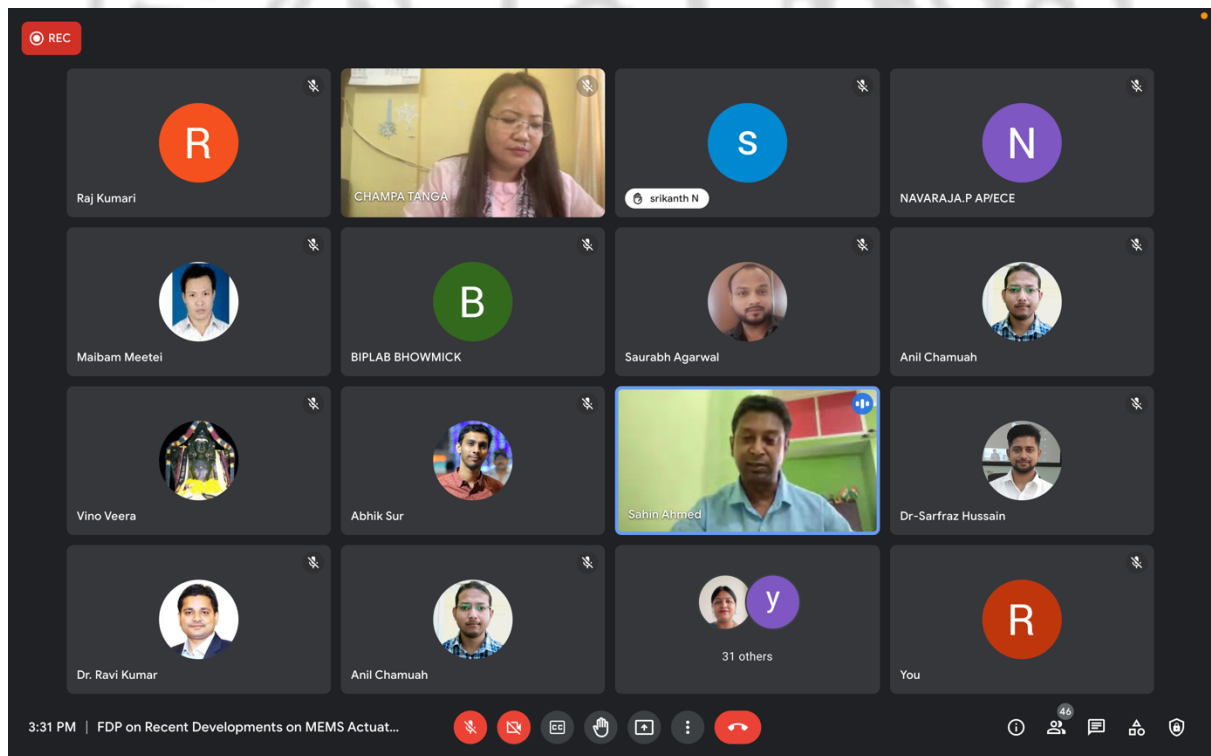 REC
R
Raj Kumari
CHAMPA TANGA
S
srikanth N
N
NAVARAJA.P AP/ECE
Maibam Meetei
B
BIPLAB BHOWMICK
Saurabh Agarwal
Anil Chamuah
Vino Veera
Abhik Sur
Sahin Ahmed
Dr-Sarfraz Hussain
Dr. Ravi Kumar
Anil Chamuah
y
31 others
R
You
3:31 PM | FDP on Recent Developments on MEMS Actuat...
CC
46